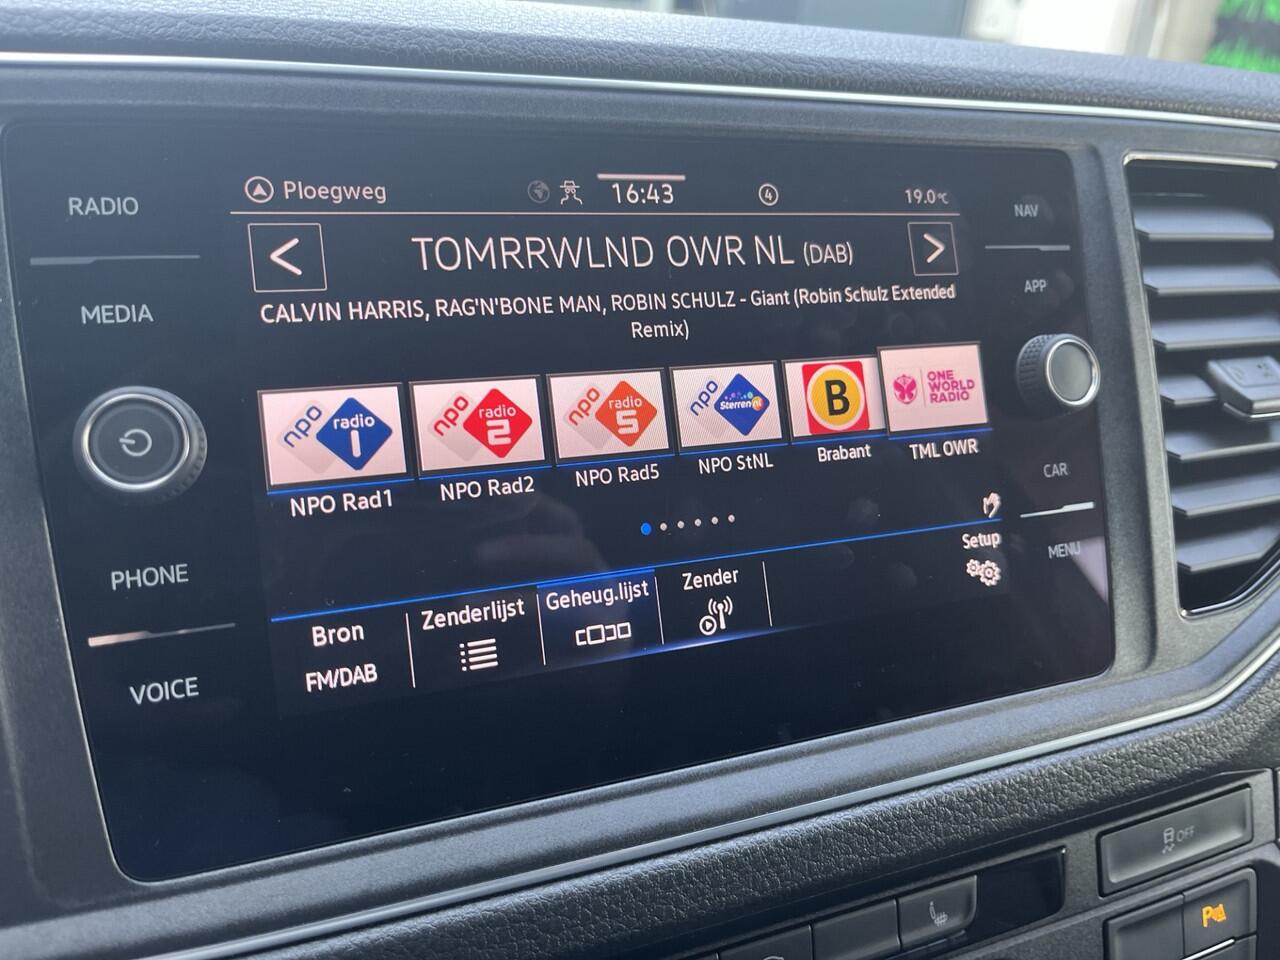 RADIO
MEDIA
PHONE
VOICE
Ploegweg
16:43
4
19.0°C
TOMRRWLND OWR NL (DAB)
CALVIN HARRIS, RAG'N'BONE MAN, ROBIN SCHULZ - Giant (Robin Schulz Extended
Remix)
npo radio 1
npo radio 2
npo radio 5
npo Sterren nl
B
ONE
WORLD
RADIO
NPO Rad1
NPO Rad2
NPO Rad5
NPO StNL
Brabant
TML OWR
Setup
Bron
FM/DAB
Zenderlijst
Geheug.lijst
Zender
NAV
APP
CAR
MENU
OFF
P